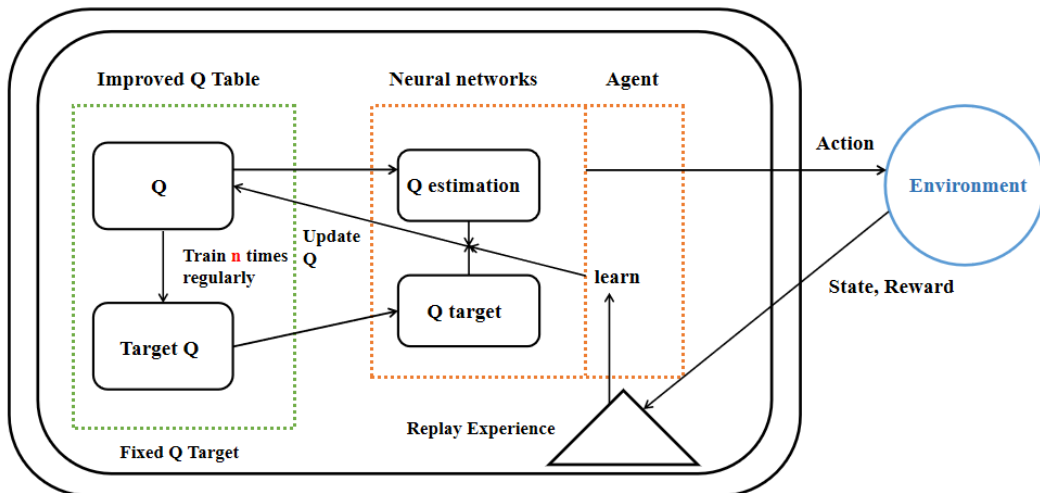 Improved Q Table
Neural networks
Agent
Q
Q estimation
Action
Environment
Update
Q
Train n times
regularly
learn
State, Reward
Target Q
Q target
Replay Experience
Fixed Q Target